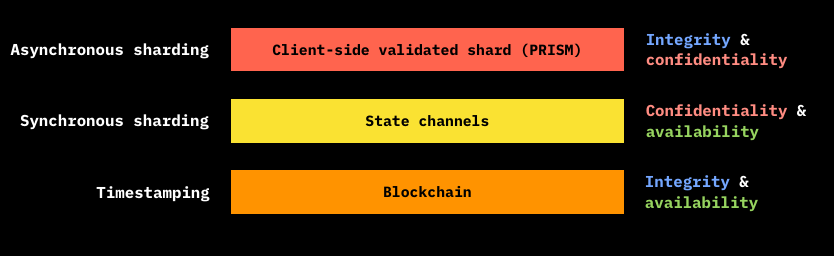 Asynchronous sharding
Client-side validated shard (PRISM)
Integrity &
confidentiality
Synchronous sharding
State channels
Confidentiality &
availability
Timestamping
Blockchain
Integrity &
availability